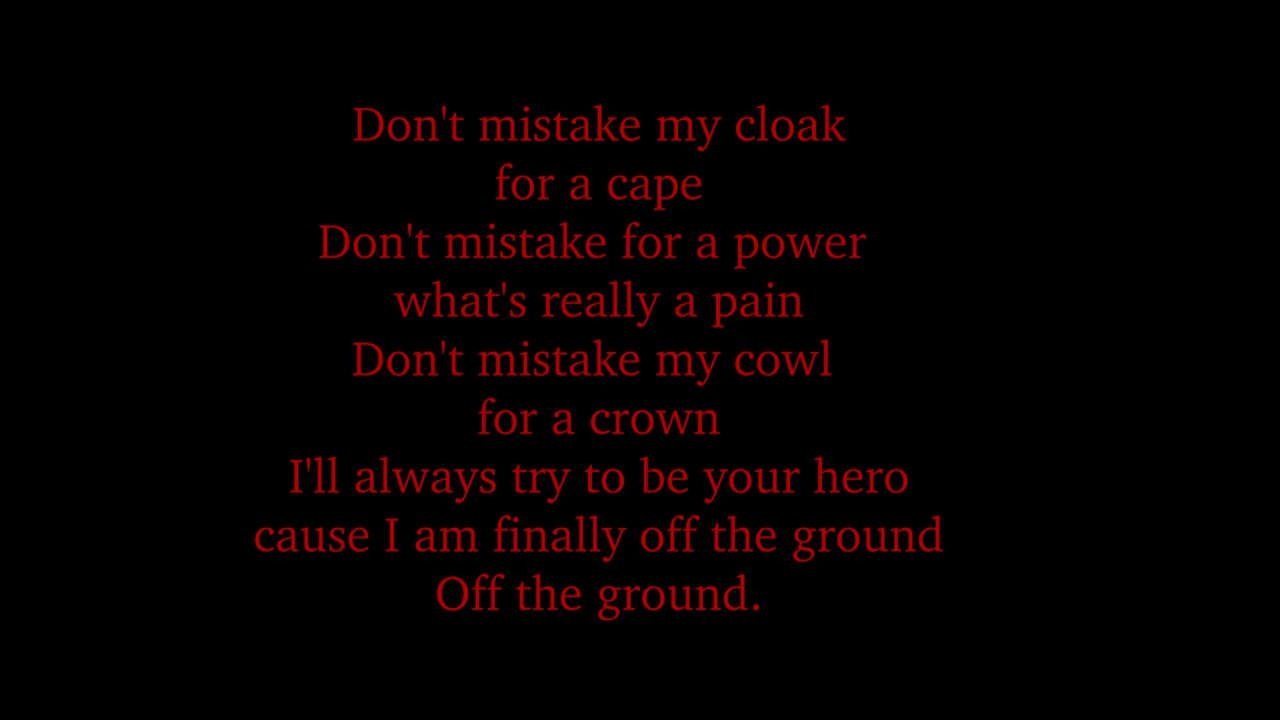 Don't mistake my cloak
for a cape
Don't mistake for a power
what's really a pain
Don't mistake my cowl
for a crown
I'll always try to be your hero
cause I am finally off the ground
Off the ground.